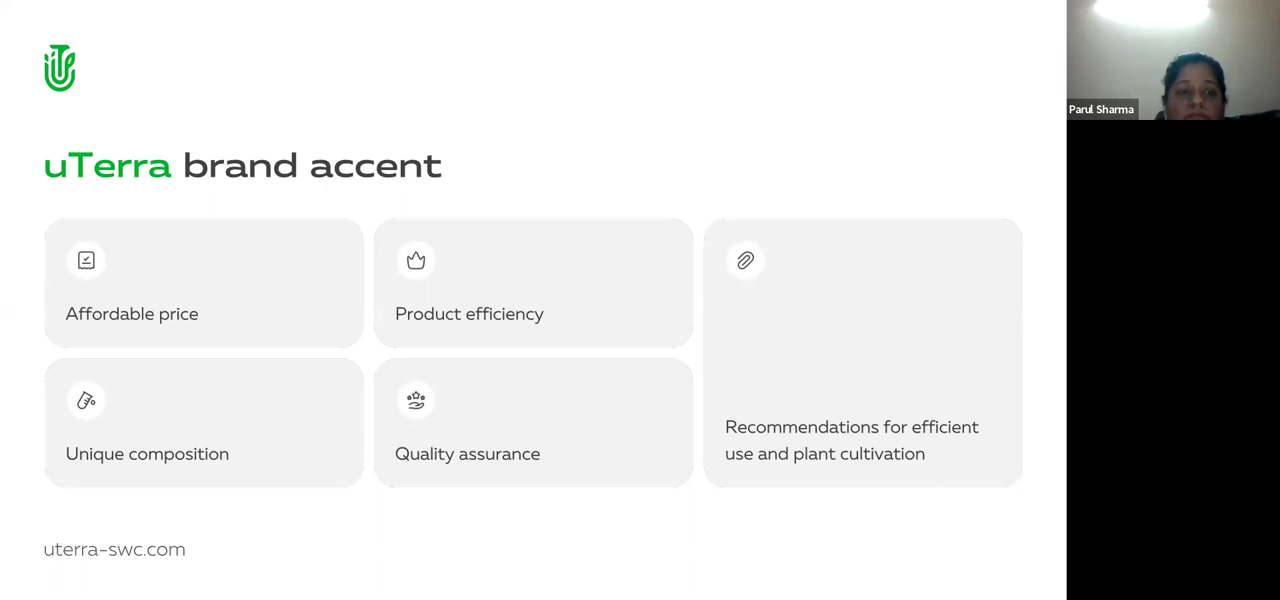 uTerra brand accent
Affordable price
Product efficiency
Unique composition
Quality assurance
Recommendations for efficient
use and plant cultivation
uterra-swc.com
Parul Sharma